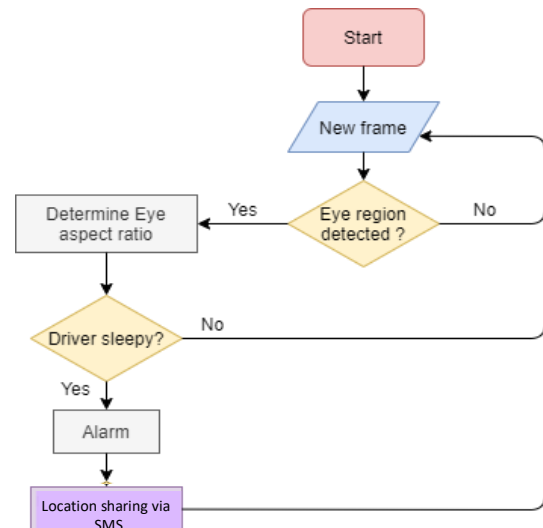 Start
New frame
Eye region
detected ?
Yes
No
Determine Eye
aspect ratio
Driver sleepy?
No
Yes
Alarm
Location sharing via
SMS